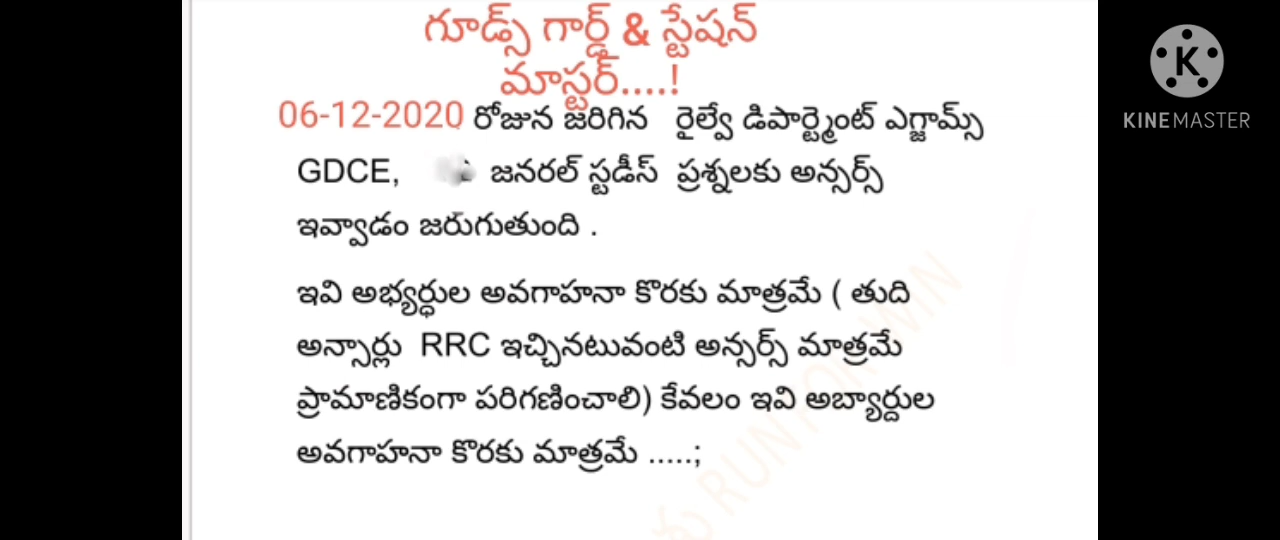 గూడ్స్ గార్డ్ & స్టేషన్
మాస్టర్....!
06-12-2020 రోజున జరిగిన రైల్వే డిపార్ట్మెంట్ ఎగ్జామ్స్
GDCE, జనరల్ స్టడీస్ ప్రశ్నలకు అన్సర్స్
ఇవ్వాడం జరుగుతుంది .
ఇవి అభ్యర్ధుల అవగాహనా కొరకు మాత్రమే ( తుది
అన్సార్లు RRC ఇచ్చినటువంటి అన్సర్స్ మాత్రమే
ప్రామాణికంగా పరిగణించాలి) కేవలం ఇవి అబ్యార్దుల
అవగాహనా కొరకు మాత్రమే .....;
K
KINEMASTER